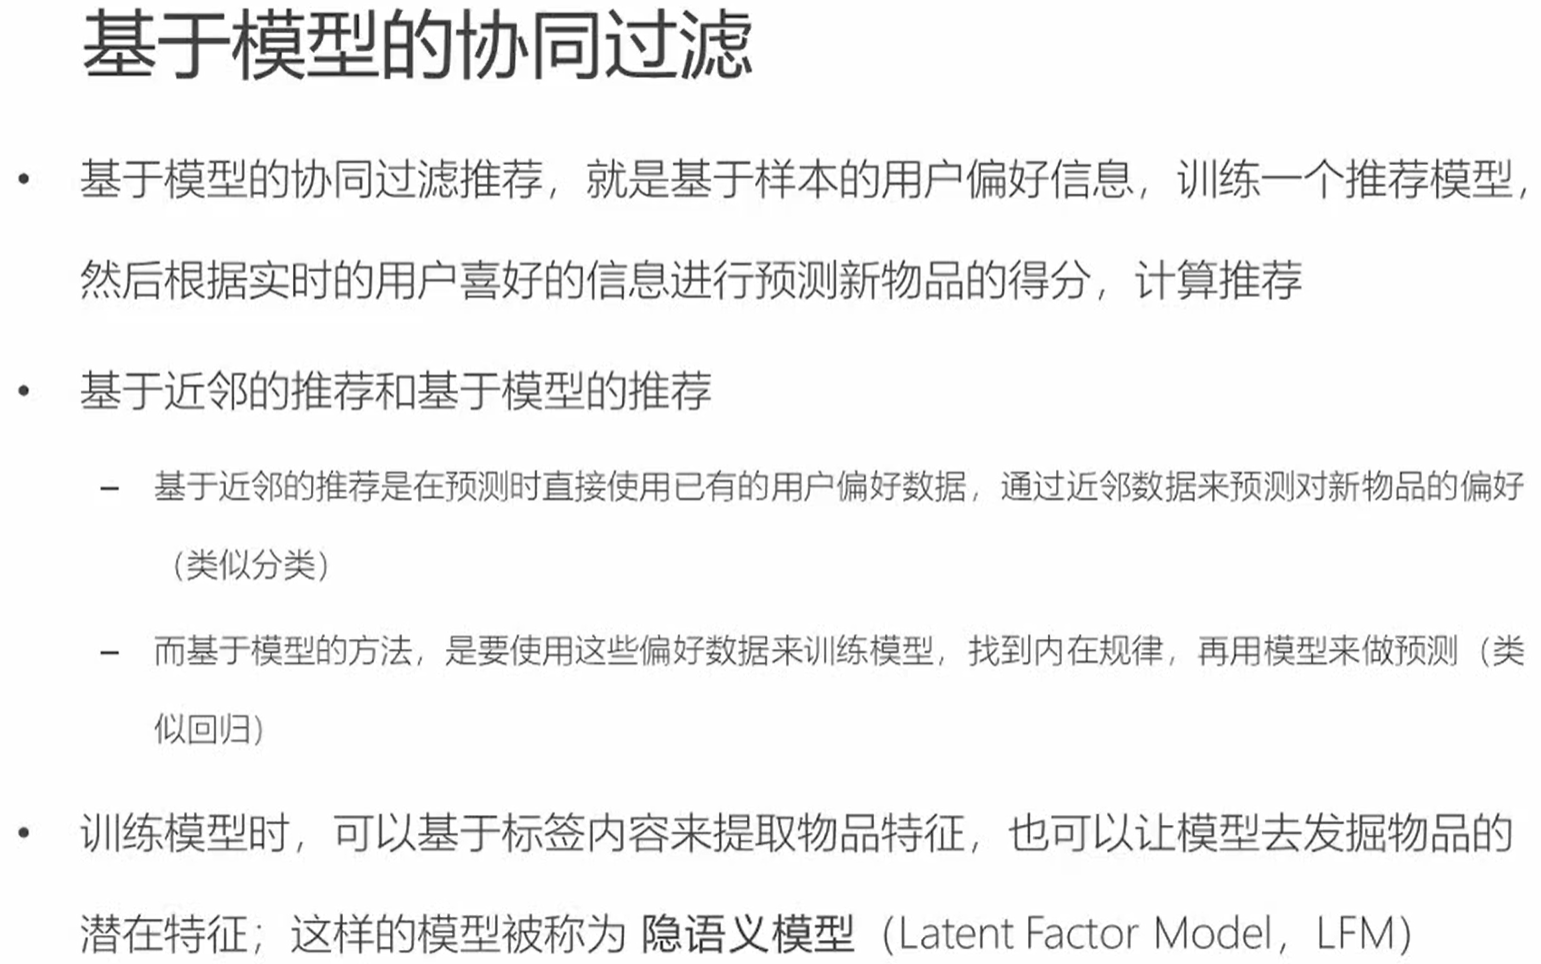 基于模型的协同过滤
• 基于模型的协同过滤推荐，就是基于样本的用户偏好信息，训练一个推荐模型，
然后根据实时的用户喜好的信息进行预测新物品的得分，计算推荐
• 基于近邻的推荐和基于模型的推荐
– 基于近邻的推荐是在预测时直接使用已有的用户偏好数据，通过近邻数据来预测对新物品的偏好
（类似分类）
– 而基于模型的方法，是要使用这些偏好数据来训练模型，找到内在规律，再用模型来做预测（类
似回归）
• 训练模型时，可以基于标签内容来提取物品特征，也可以让模型去发掘物品的
潜在特征；这样的模型被称为 隐语义模型（Latent Factor Model，LFM）